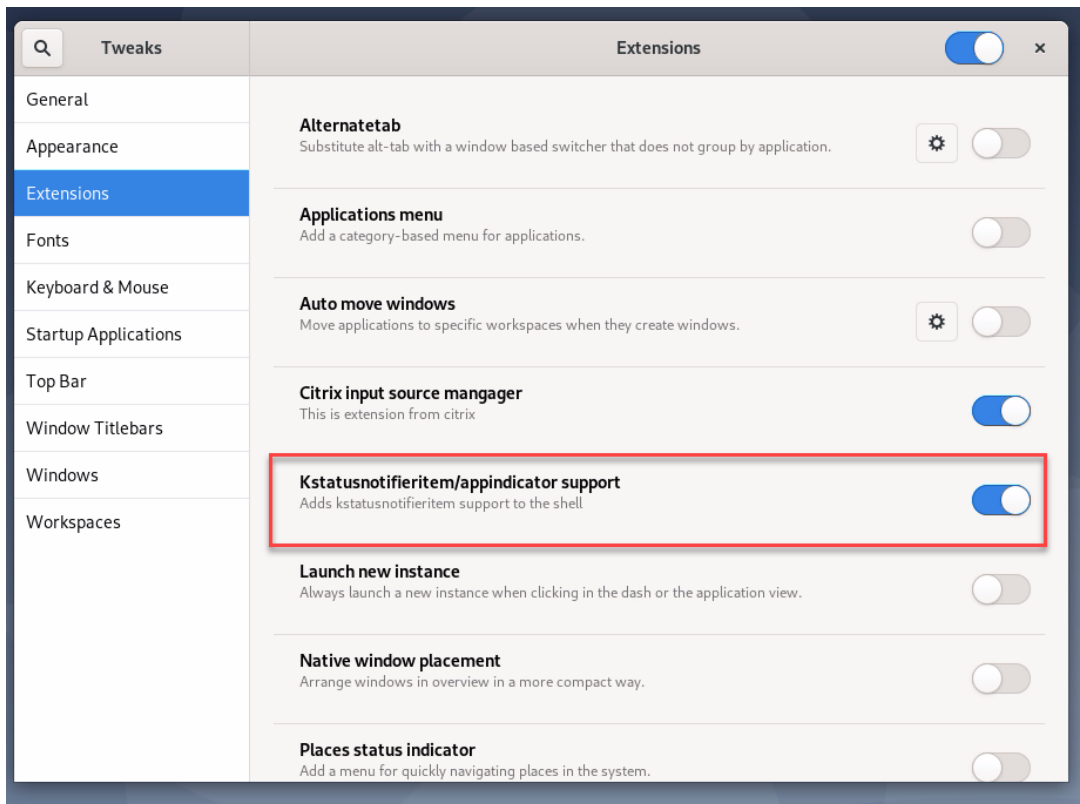 Tweaks
Extensions
General
Appearance
Extensions
Fonts
Keyboard & Mouse
Startup Applications
Top Bar
Window Titlebars
Windows
Workspaces
Alternatetab
Substitute alt-tab with a window based switcher that does not group by application.
Applications menu
Add a category-based menu for applications.
Auto move windows
Move applications to specific workspaces when they create windows.
Citrix input source mangager
This is extension from citrix
Kstatusnotifieritem/appindicator support
Adds kstatusnotifieritem support to the shell
Launch new instance
Always launch a new instance when clicking in the dash or the application view.
Native window placement
Arrange windows in overview in a more compact way.
Places status indicator
Add a menu for quickly navigating places in the system.